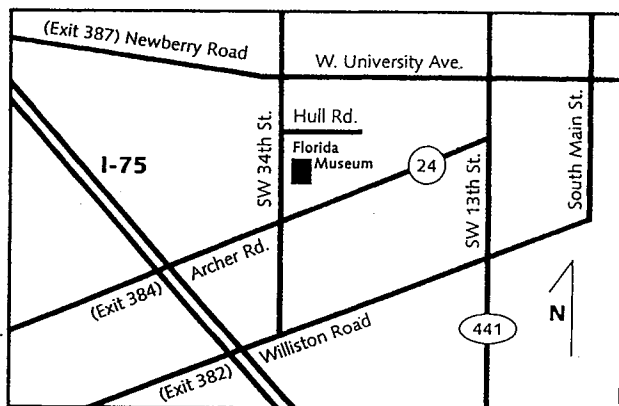 (Exit 387) Newberry Road
W. University Ave.
Hull Rd.
Florida
Museum
SW 34th St.
I-75
24
SW 13th St.
South Main St.
Archer Rd.
(Exit 384)
Williston Road
(Exit 382)
441
N